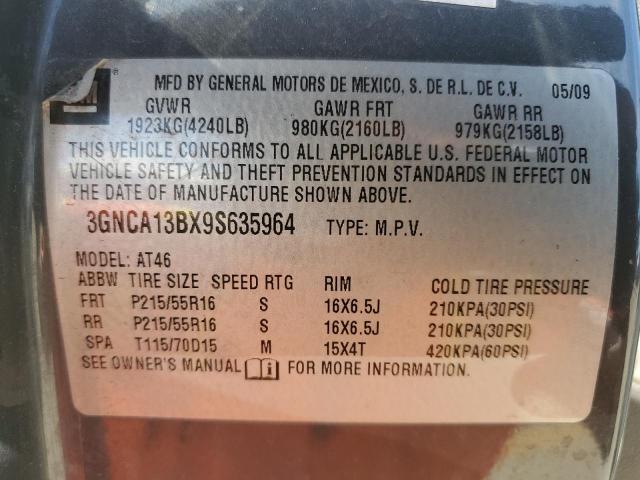 MFD BY GENERAL MOTORS DE MEXICO, S. DE R.L. DE C.V. 05/09
GVWR GAWR FRT GAWR RR
1923KG(4240LB) 980KG(2160LB) 979KG(2158LB)
THIS VEHICLE CONFORMS TO ALL APPLICABLE U.S. FEDERAL MOTOR
VEHICLE SAFETY AND THEFT PREVENTION STANDARDS IN EFFECT ON
THE DATE OF MANUFACTURE SHOWN ABOVE.
3GNCA13BX9S635964 TYPE: M.P.V.
MODEL: AT46
ABBW TIRE SIZE SPEED RTG RIM COLD TIRE PRESSURE
FRT P215/55R16 S 16X6.5J 210KPA(30PSI)
RR P215/55R16 S 16X6.5J 210KPA(30PSI)
SPA T115/70D15 M 15X4T 420KPA(60PSI)
SEE OWNER'S MANUAL FOR MORE INFORMATION.